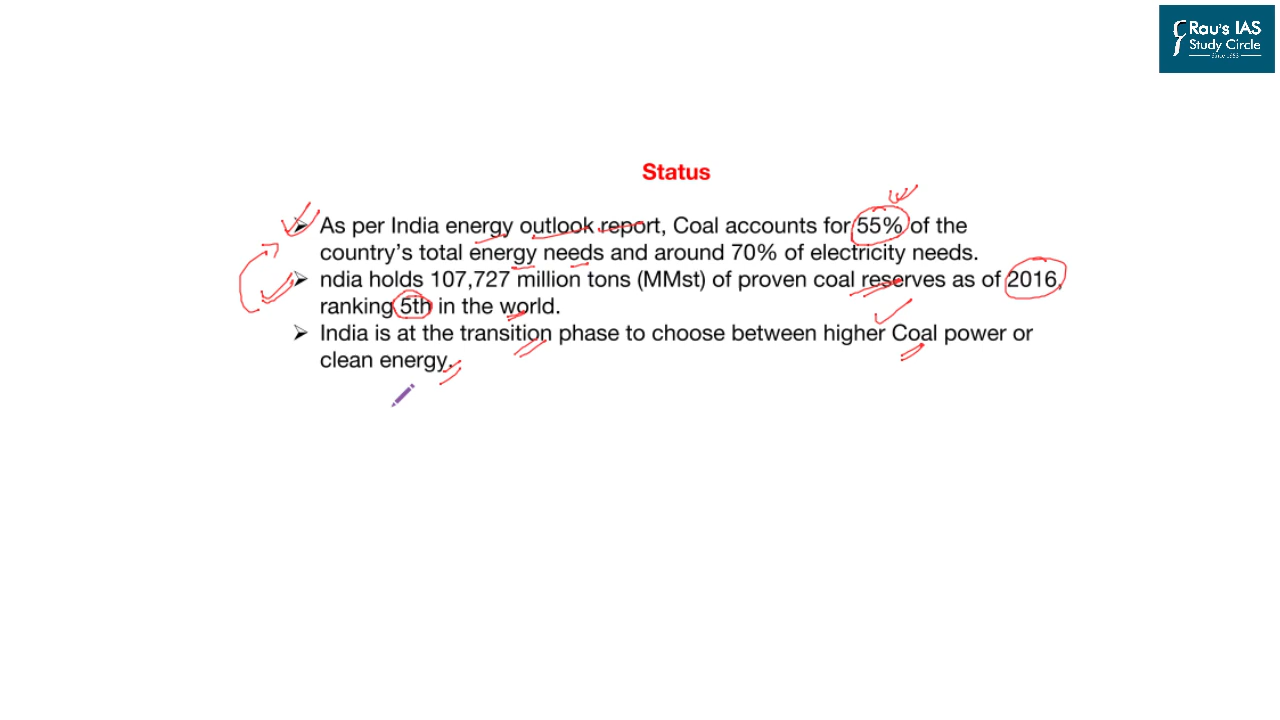 Rau's IAS
Study Circle
Since 1953
Status
➢ As per India energy outlook report, Coal accounts for 55% of the
country's total energy needs and around 70% of electricity needs.
➢ ndia holds 107,727 million tons (MMst) of proven coal reserves as of 2016,
ranking 5th in the world.
➢ India is at the transition phase to choose between higher Coal power or
clean energy.